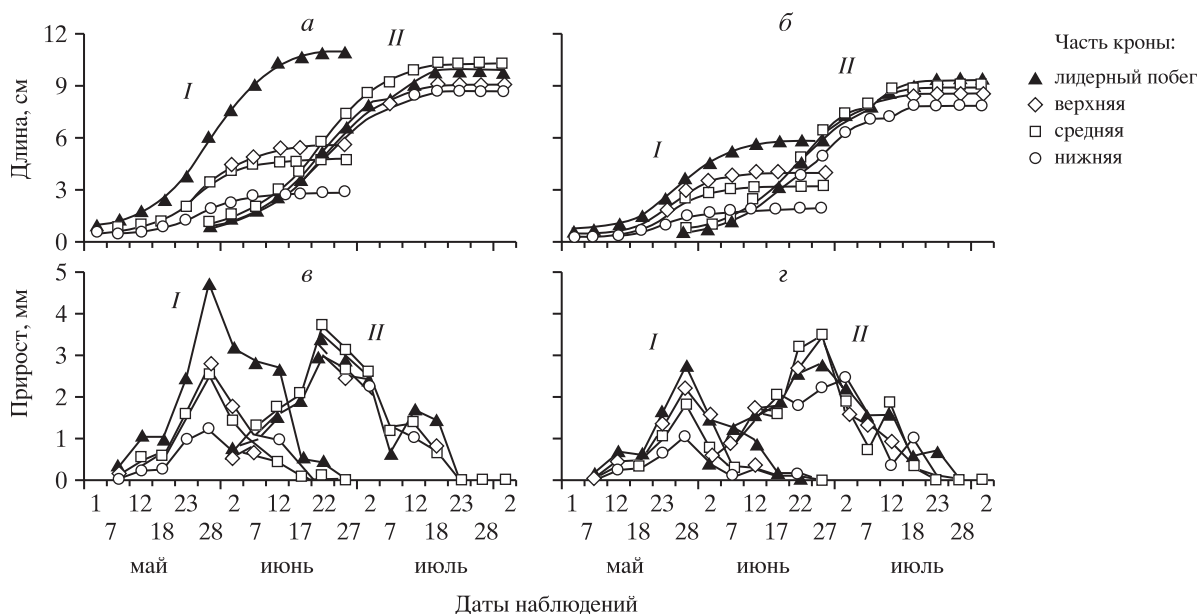 а
б
12
9
6
3
0
Длина, см
I
II
I
II
Часть кроны:
лидерный побег
верхняя
средняя
нижняя
в
г
5
4
3
2
1
0
Прирост, мм
I
II
I
II
1 12 23 2 12 22 2 12 23 2
7 18 28 7 17 27 7 18 28
май июнь июль
1 12 23 2 12 22 2 12 23 2
7 18 28 7 17 27 7 18 28
май июнь июль
Даты наблюдений